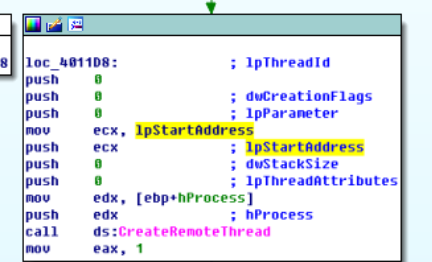 8
loc_4011D8: ; lpThreadId
push 0
push 0 ; dwCreationFlags
push 0 ; lpParameter
mov ecx, lpStartAddress
push ecx ; lpStartAddress
push 0 ; dwStackSize
push 0 ; lpThreadAttributes
mov edx, [ebp+hProcess]
push edx ; hProcess
call ds:CreateRemoteThread
mov eax, 1